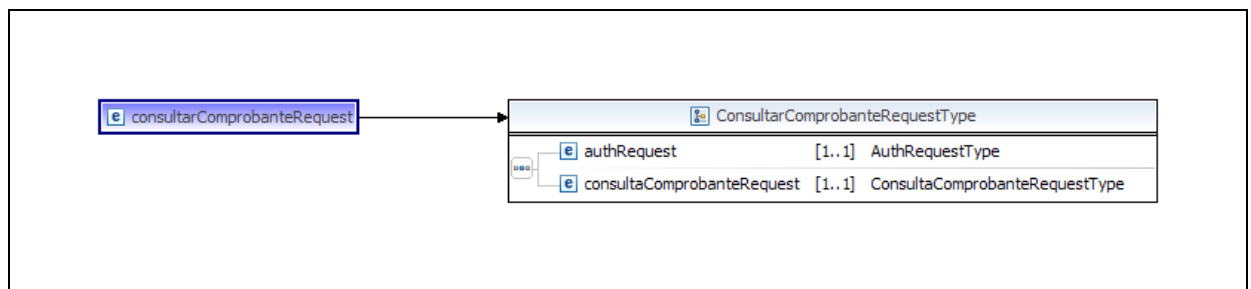 e consultarComprobanteRequest
ConsultarComprobanteRequestType
e authRequest [1..1] AuthRequestType
e consultaComprobanteRequest [1..1] ConsultaComprobanteRequestType